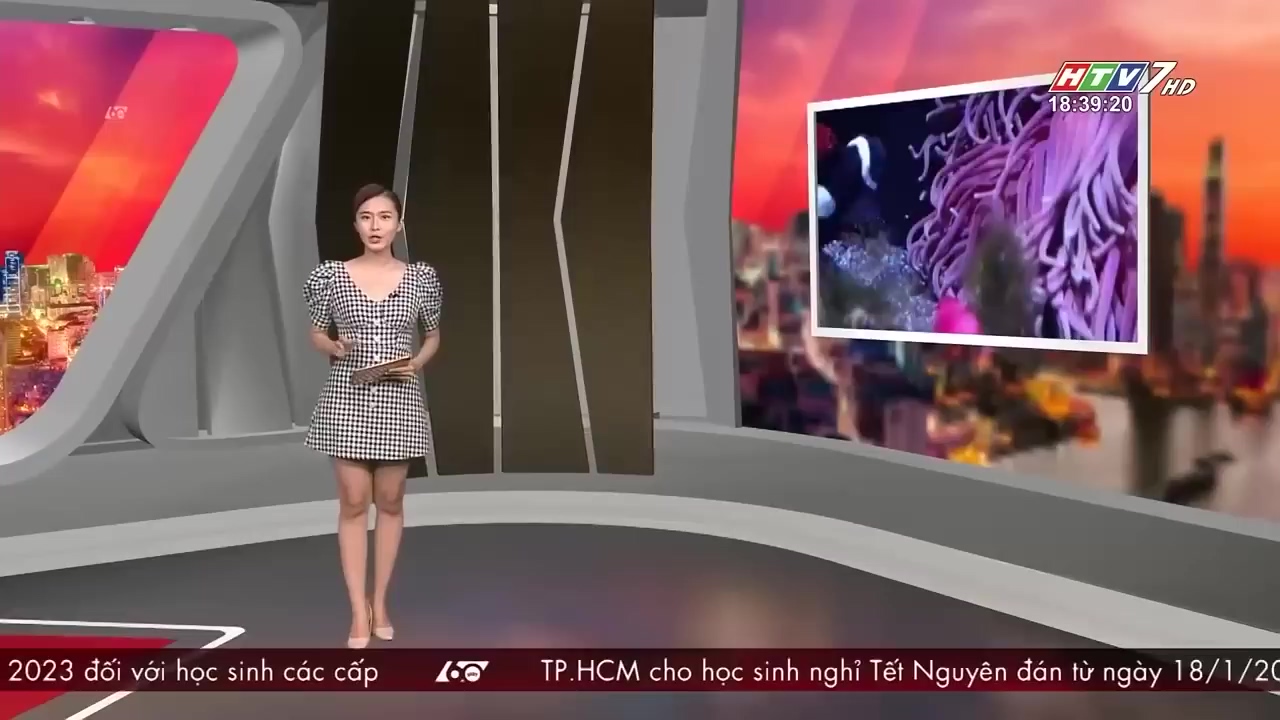 HTV7 HD
18:39:20
2023 đối với học sinh các cấp
60 TP.HCM cho học sinh nghỉ Tết Nguyên đán từ ngày 18/1/20